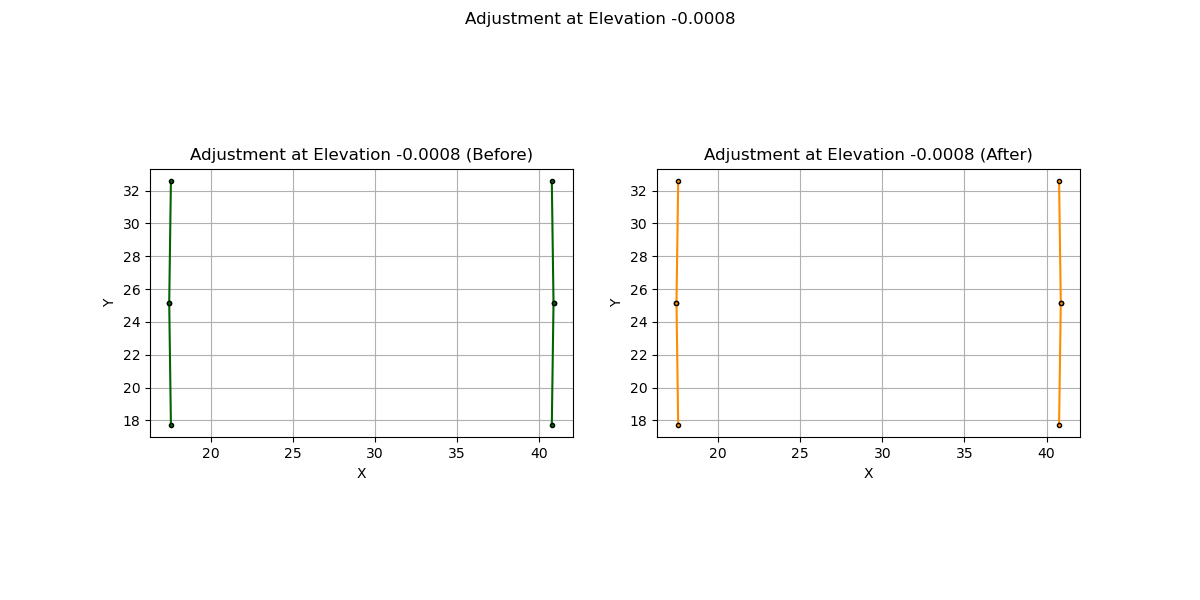 Adjustment at Elevation -0.0008
Adjustment at Elevation -0.0008 (Before)
32
30
28
26
24
22
20
18
Y
20 25 30 35 40
X
Adjustment at Elevation -0.0008 (After)
32
30
28
26
24
22
20
18
Y
20 25 30 35 40
X